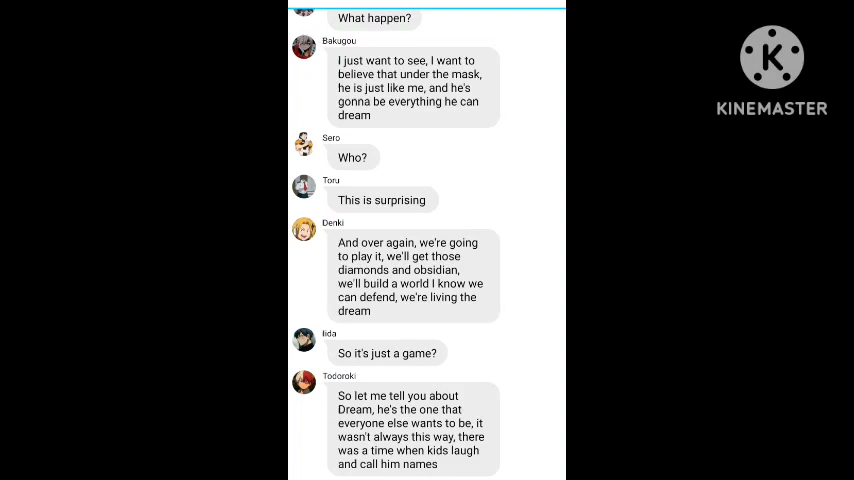 What happen?
Bakugou
I just want to see, I want to
believe that under the mask,
he is just like me, and he's
gonna be everything he can
dream
Sero
Who?
Toru
This is surprising
Denki
And over again, we're going
to play it, we'll get those
diamonds and obsidian,
we'll build a world I know we
can defend, we're living the
dream
Iida
So it's just a game?
Todoroki
So let me tell you about
Dream, he's the one that
everyone else wants to be, it
wasn't always this way, there
was a time when kids laugh
and call him names
K
KINEMASTER